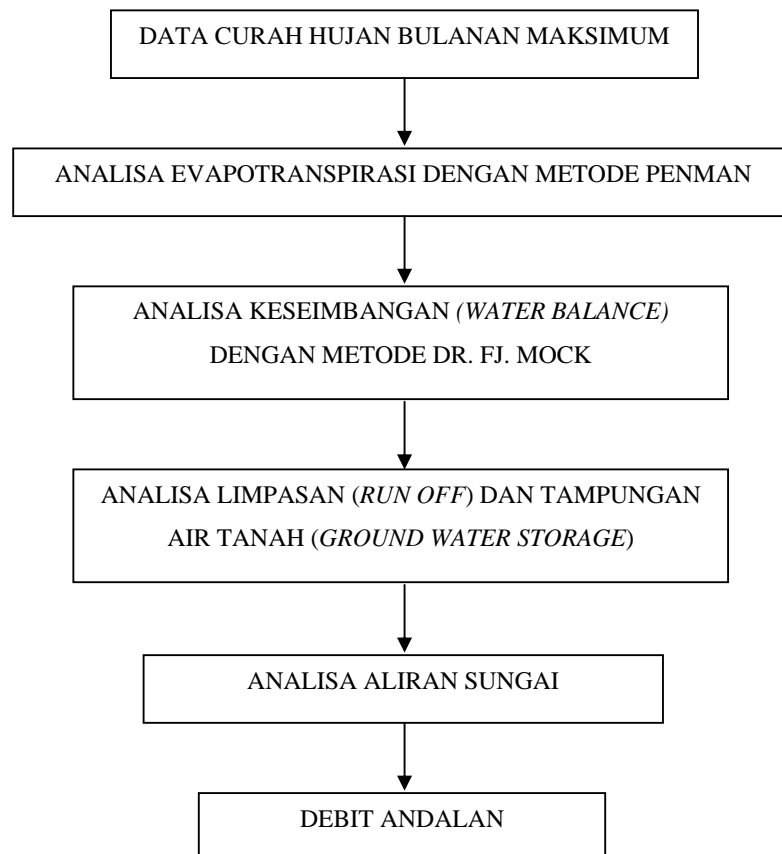 DATA CURAH HUJAN BULANAN MAKSIMUM
ANALISA EVAPOTRANSPIRASI DENGAN METODE PENMAN
ANALISA KESEIMBANGAN (WATER BALANCE)
DENGAN METODE DR. FJ. MOCK
ANALISA LIMPASAN (RUN OFF) DAN TAMPUNGAN
AIR TANAH (GROUND WATER STORAGE)
ANALISA ALIRAN SUNGAI
DEBIT ANDALAN